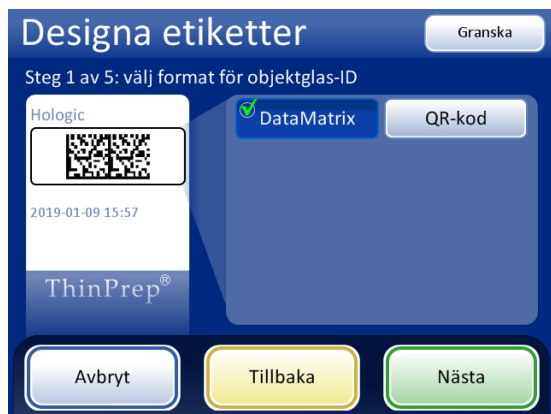 Designa etiketter
Granska
Steg 1 av 5: välj format för objektglas-ID
Hologic
2019-01-09 15:57
ThinPrep®
DataMatrix
QR-kod
Avbryt
Tillbaka
Nästa